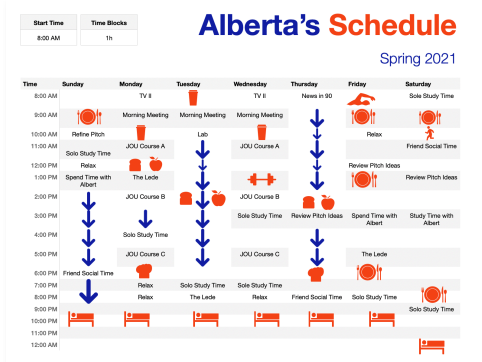 Alberta's Schedule
Start Time Time Blocks
8:00 AM 1h
Spring 2021
Time Sunday Monday Tuesday Wednesday Thursday Friday Saturday
8:00 AM TV II TV II News in 90 Sole Study Time
9:00 AM Morning Meeting Morning Meeting Morning Meeting
10:00 AM Refine Pitch Lab Relax
11:00 AM JOU Course A JOU Course A Friend Social Time
Solo Study Time
12:00 PM Relax Review Pitch Ideas
1:00 PM Spend Time with The Lede Review Pitch Ideas
Albert
2:00 PM JOU Course B JOU Course B
3:00 PM Sole Study Time Review Pitch Ideas Spend Time with Study Time with
Albert Albert
4:00 PM Solo Study Time
5:00 PM JOU Course C JOU Course C The Lede
6:00 PM Friend Social Time
7:00 PM Relax Solo Study Time Sole Study Time
8:00 PM Relax The Lede Relax Friend Social Time Solo Study Time
9:00 PM Solo Study Time
10:00 PM
11:00 PM
12:00 AM